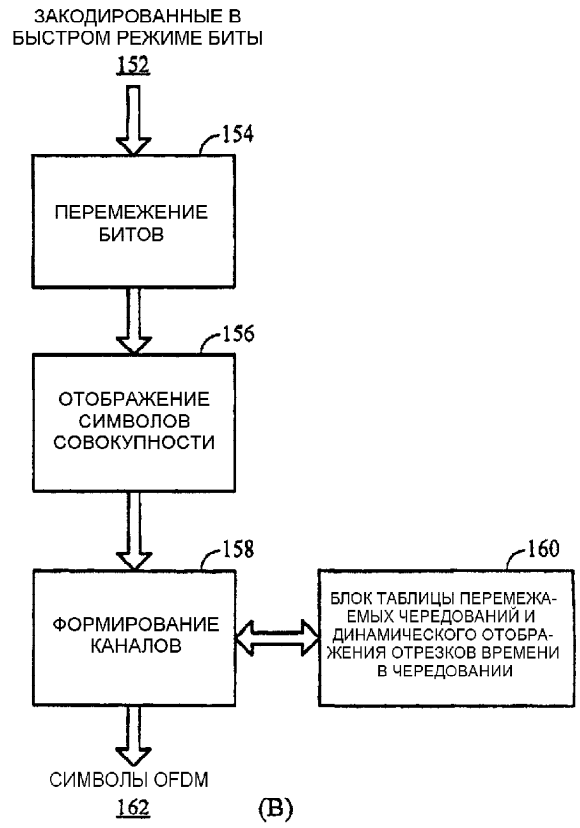 ЗАКОДИРОВАННЫЕ В
БЫСТРОМ РЕЖИМЕ БИТЫ
152
154
ПЕРЕМЕЖЕНИЕ
БИТОВ
156
ОТОБРАЖЕНИЕ
СИМВОЛОВ
СОВОКУПНОСТИ
158
ФОРМИРОВАНИЕ
КАНАЛОВ
160
БЛОК ТАБЛИЦЫ ПЕРЕМЕЖА-
ЕМЫХ ЧЕРЕДОВАНИЙ И
ДИНАМИЧЕСКОГО ОТОБРА-
ЖЕНИЯ ОТРЕЗКОВ ВРЕМЕНИ
В ЧЕРЕДОВАНИИ
СИМВОЛЫ OFDM
162
(В)